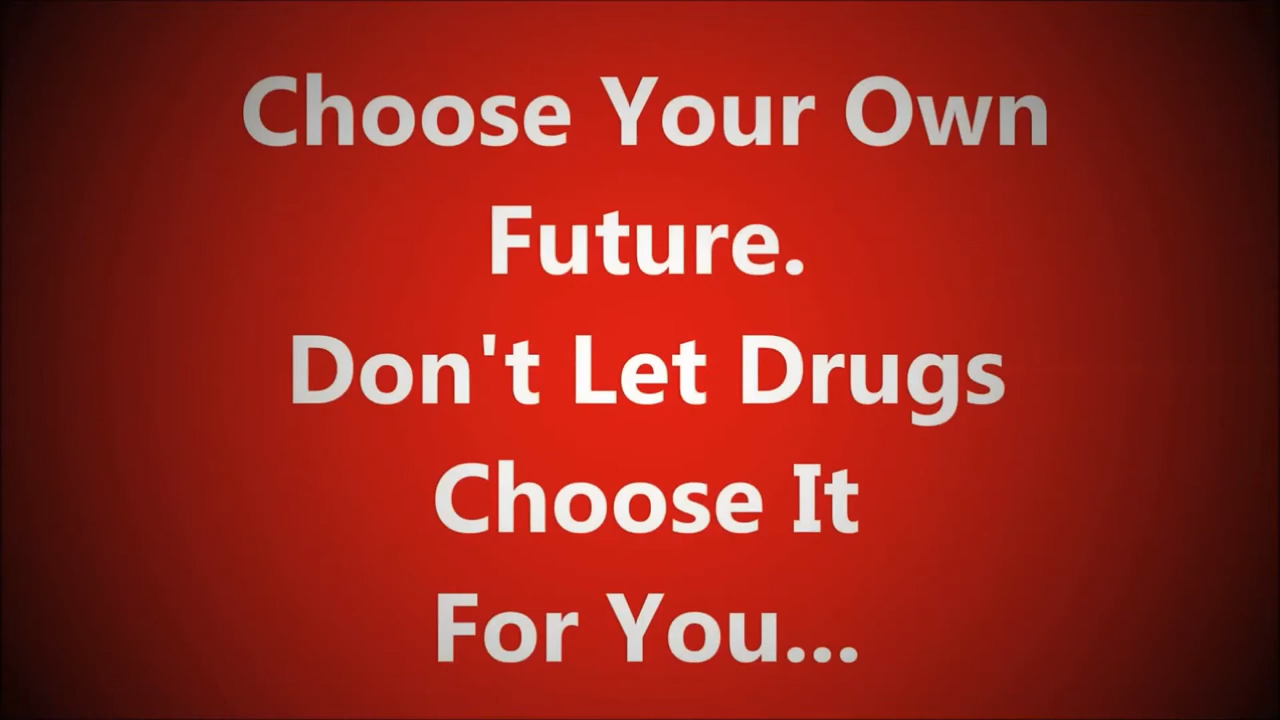 Choose Your Own
Future.
Don't Let Drugs
Choose It
For You...